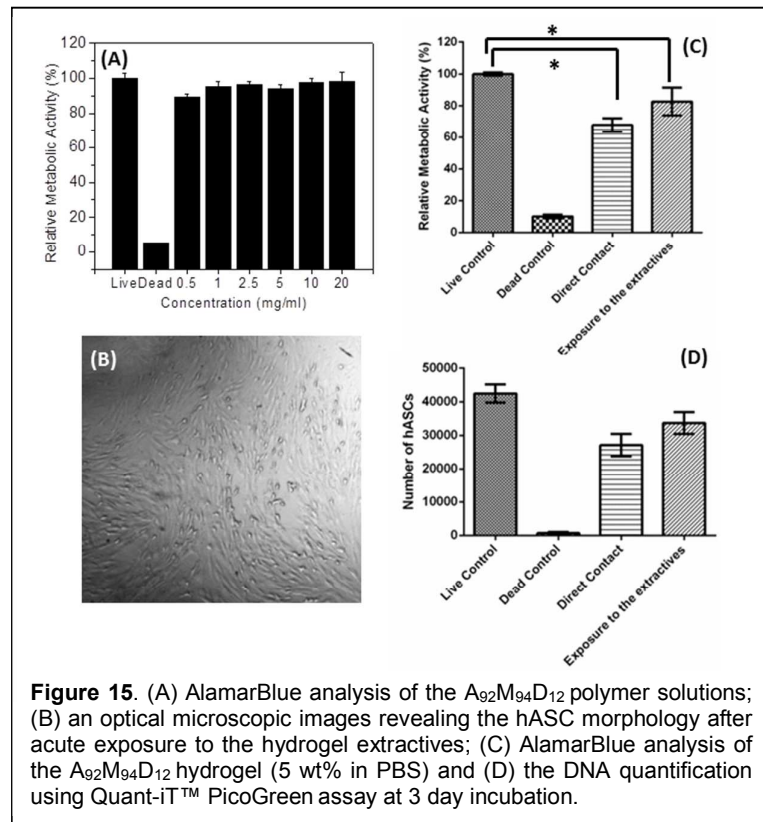 (A)
120
100
80
60
40
20
0
Relative Metabolic Activity (%)
Live Dead 0.5 1 2.5 5 10 20
Concentration (mg/ml)
(C)
*
*
120
100
80
60
40
20
0
Relative Metabolic Activity (%)
Live Control
Dead Control
Direct Contact
Exposure to the extractives
(B)
(D)
50000
40000
30000
20000
10000
0
Number of hASCs
Live Control
Dead Control
Direct Contact
Exposure to the extractives
Figure 15. (A) AlamarBlue analysis of the A92M94D12 polymer solutions;
(B) an optical microscopic images revealing the hASC morphology after
acute exposure to the hydrogel extractives; (C) AlamarBlue analysis of
the A92M94D12 hydrogel (5 wt% in PBS) and (D) the DNA quantification
using Quant-iT™ PicoGreen assay at 3 day incubation.